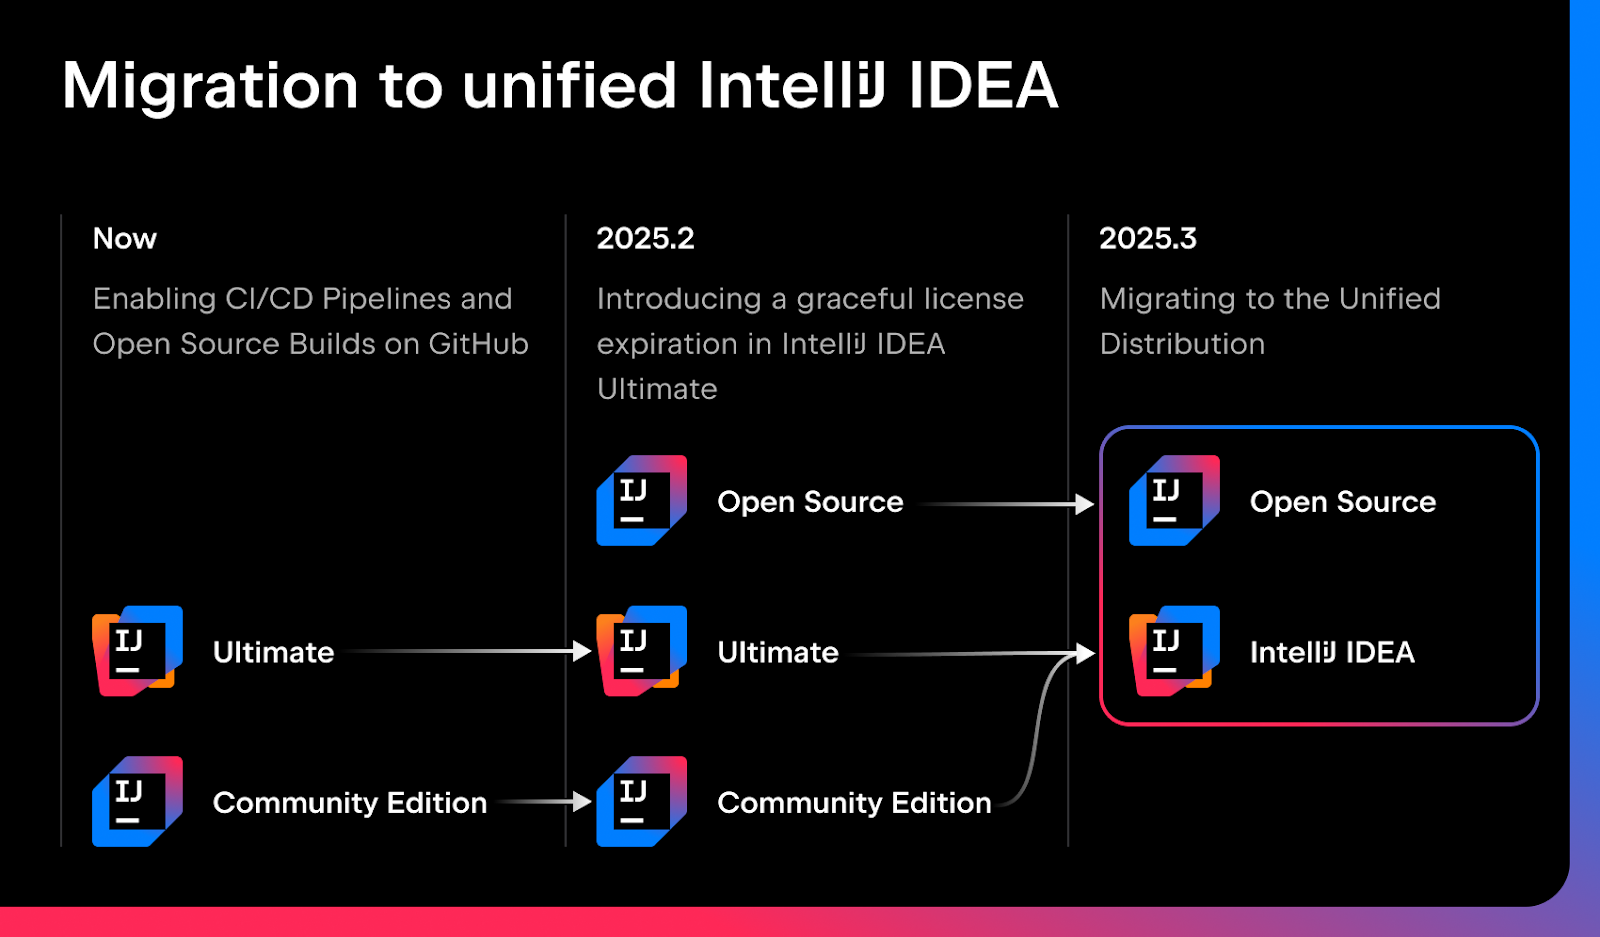 Migration to unified IntelliJ IDEA
Now
Enabling CI/CD Pipelines and
Open Source Builds on GitHub
IJ
Ultimate
IJ
Community Edition
2025.2
Introducing a graceful license
expiration in IntelliJ IDEA
Ultimate
IJ
Open Source
IJ
Ultimate
IJ
Community Edition
2025.3
Migrating to the Unified
Distribution
IJ
Open Source
IJ
IntelliJ IDEA